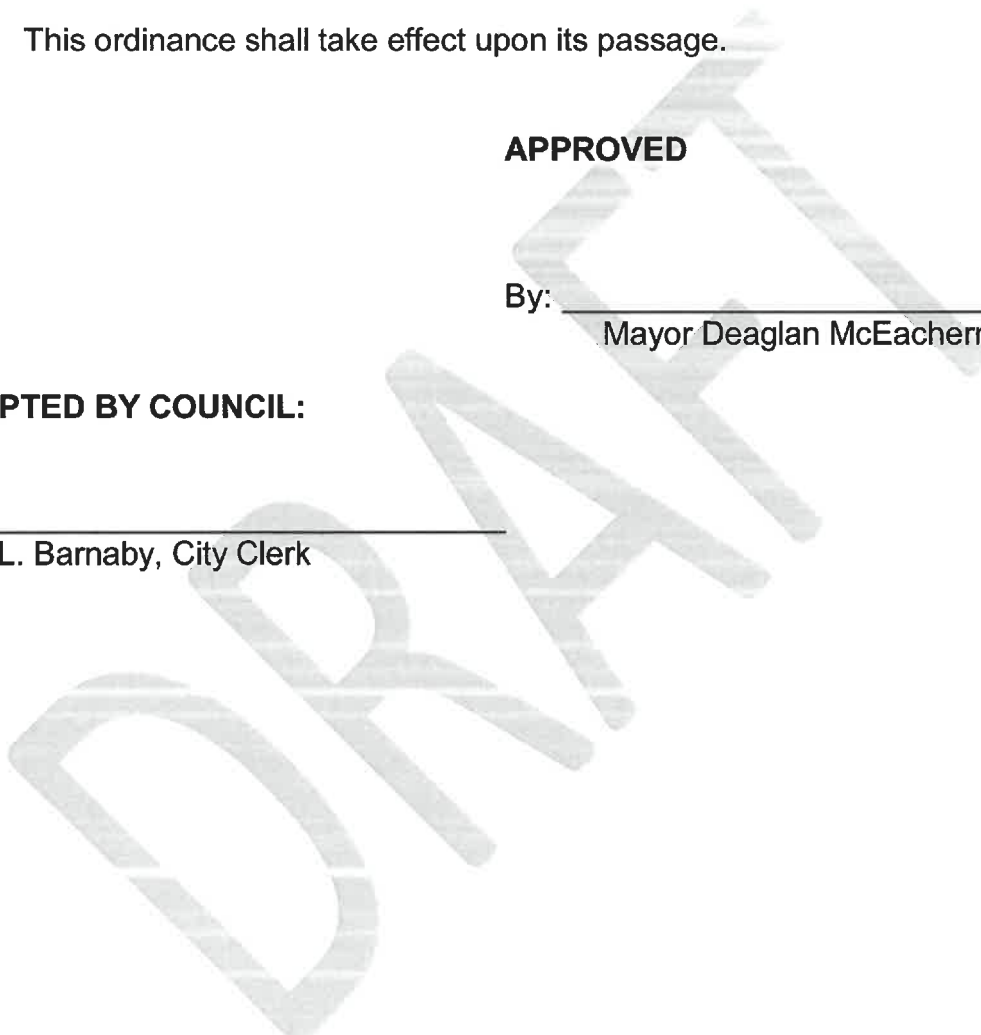 This ordinance shall take effect upon its passage.
APPROVED
By:
Mayor Deaglan McEachern
PTED BY COUNCIL:
L. Barnaby, City Clerk
DRAFT